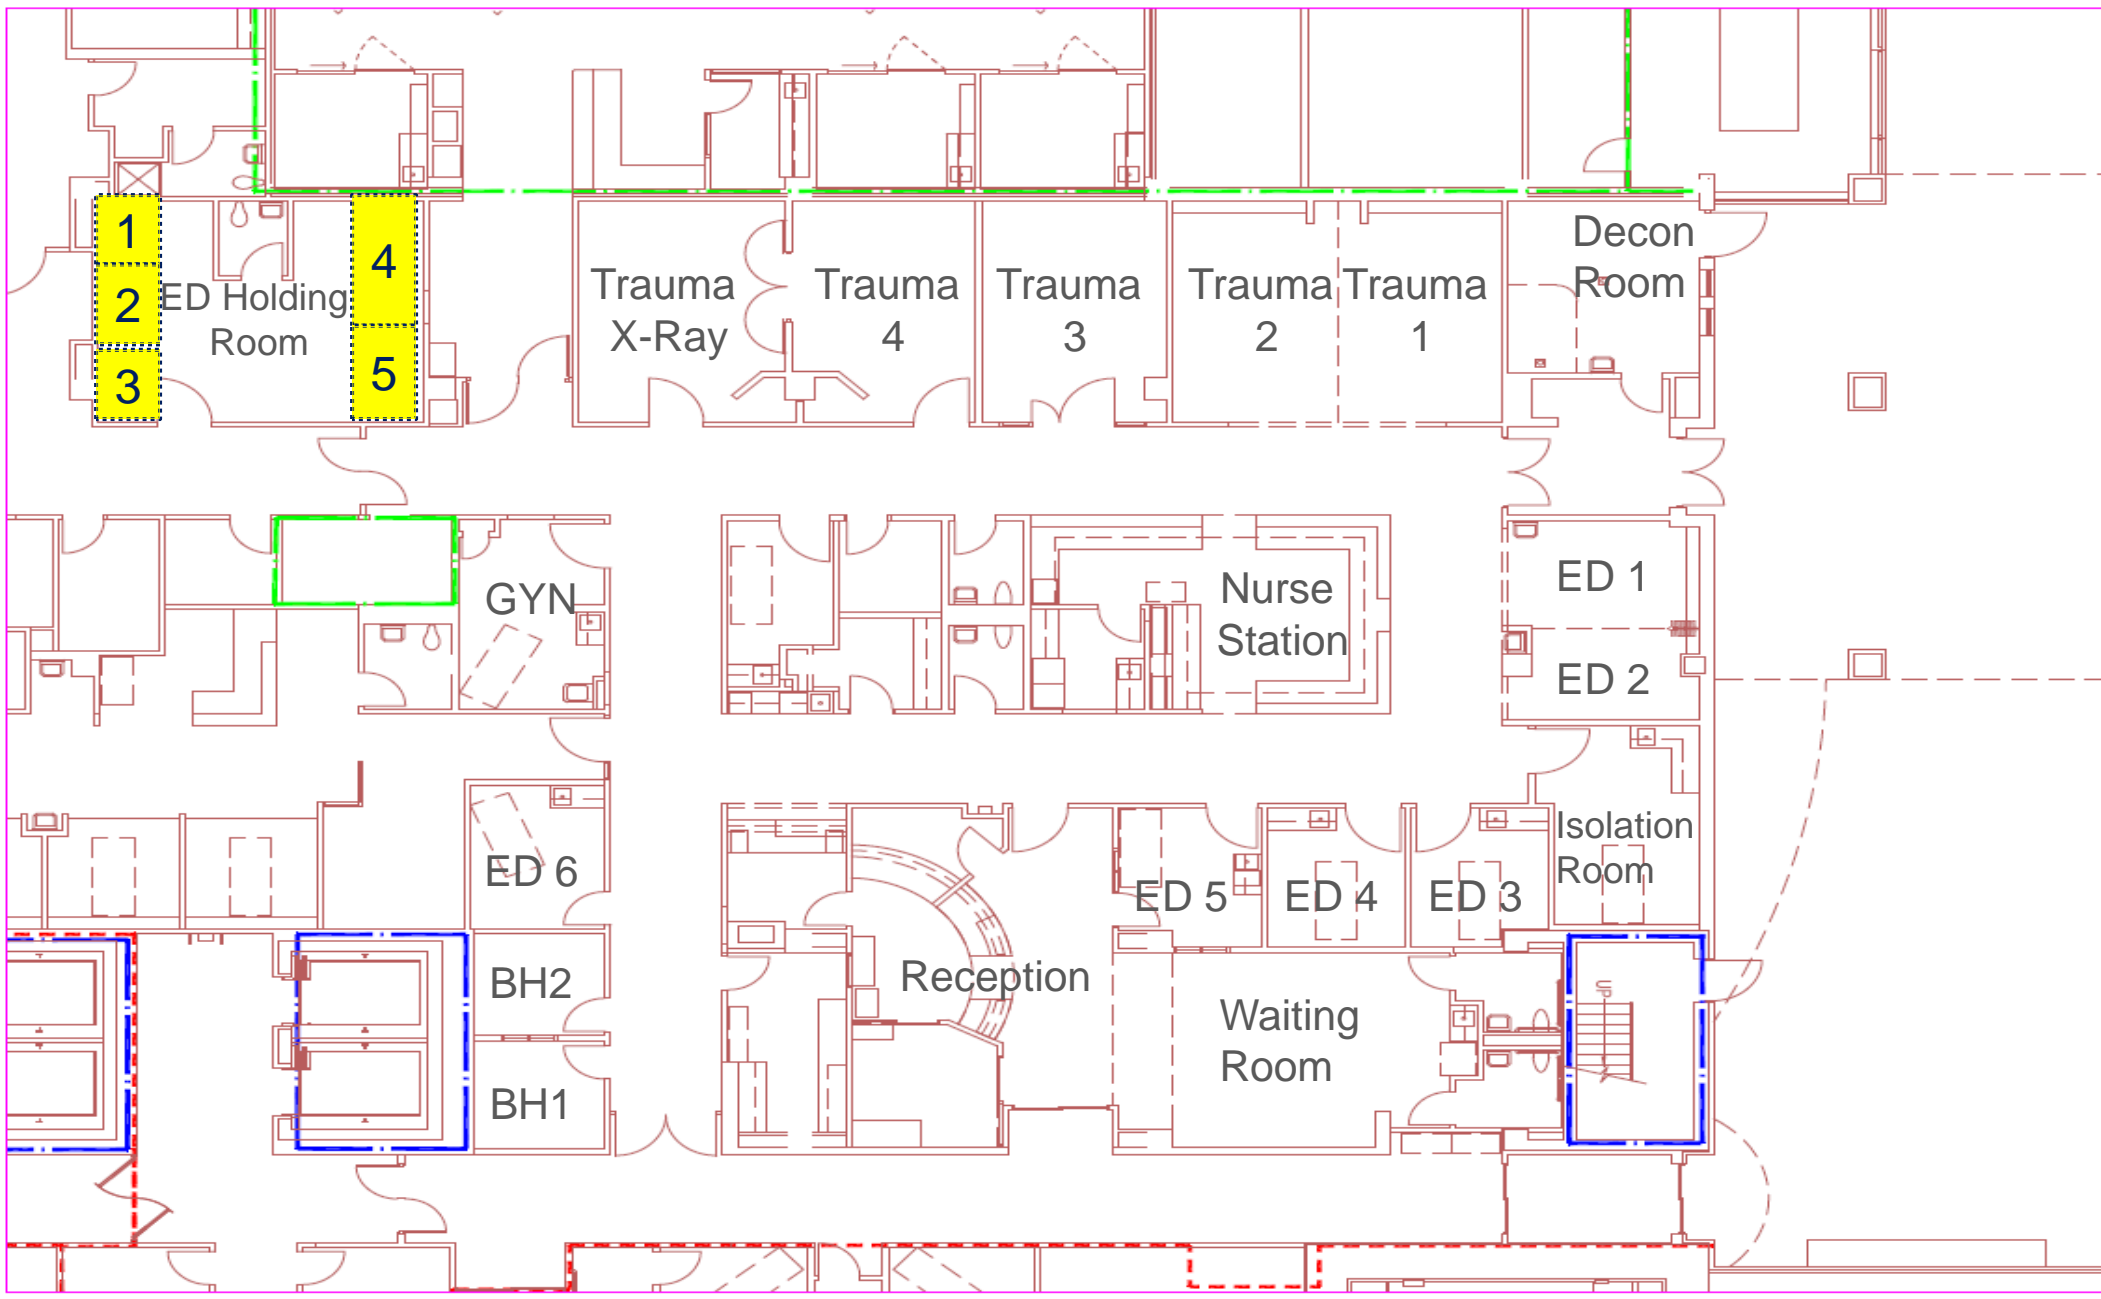 1
2
3
ED Holding
Room
4
5
Trauma
X-Ray
Trauma
4
Trauma
3
Trauma
2
Trauma
1
Decon
Room
GYN
Nurse
Station
ED 1
ED 2
Isolation
Room
ED 6
ED 5
ED 4
ED 3
BH2
BH1
Reception
Waiting
Room
UP